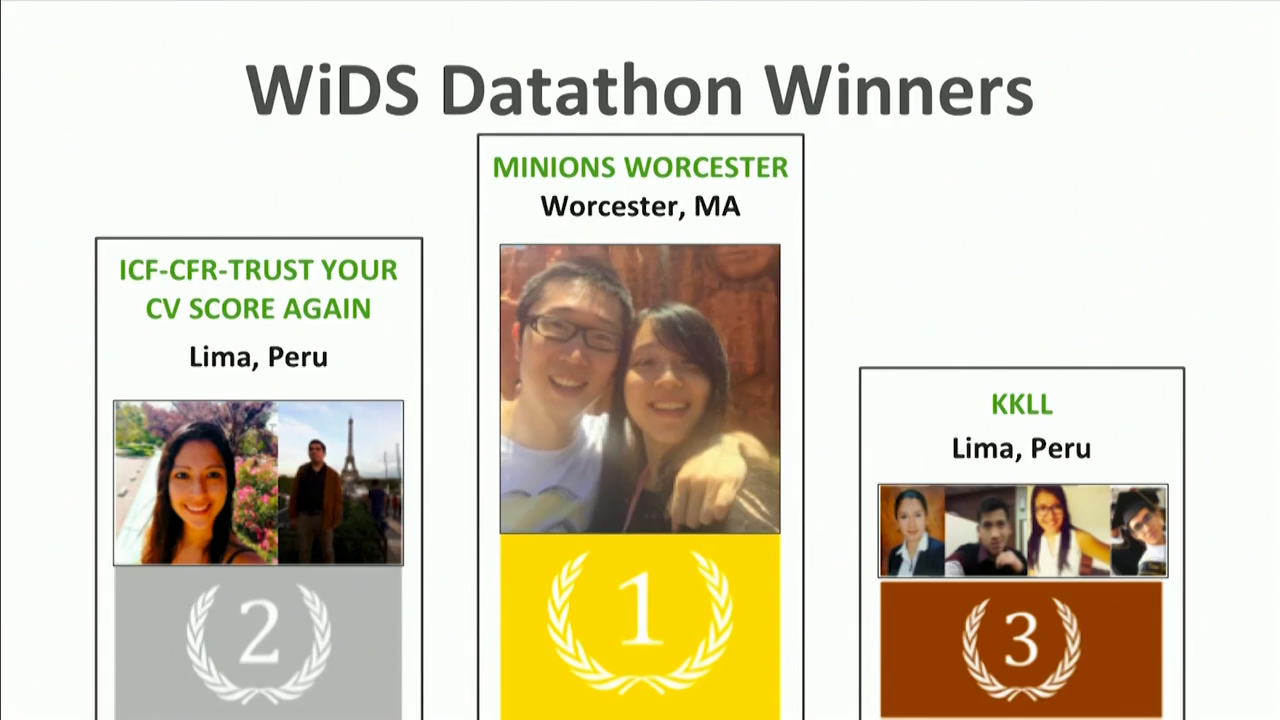 WiDS Datathon Winners
MINIONS WORCESTER
Worcester, MA
ICF-CFR-TRUST YOUR
CV SCORE AGAIN
Lima, Peru
KKLL
Lima, Peru
2
1
3